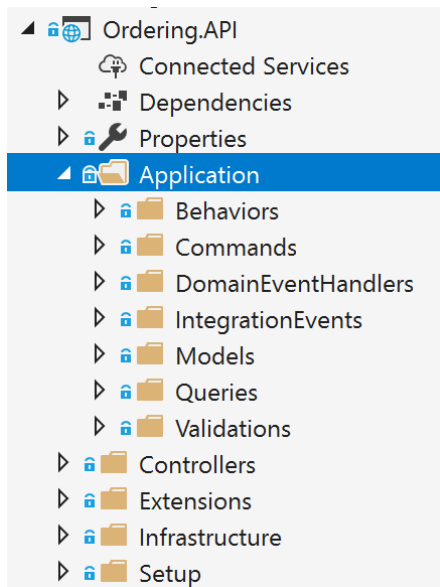 Ordering.API
Connected Services
Dependencies
Properties
Application
Behaviors
Commands
DomainEventHandlers
IntegrationEvents
Models
Queries
Validations
Controllers
Extensions
Infrastructure
Setup